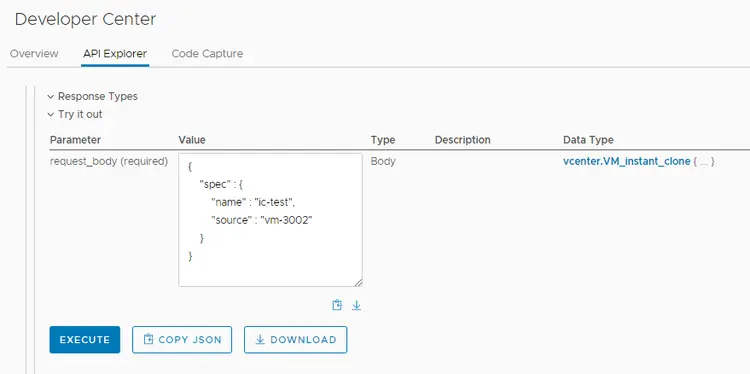 Developer Center
Overview API Explorer Code Capture
Response Types
Try it out
Parameter Value Type Description Data Type
request_body (required) { Body vcenter.VM_instant_clone { ... }
"spec" : {
"name" : "ic-test",
"source" : "vm-3002"
}
}
EXECUTE COPY JSON DOWNLOAD